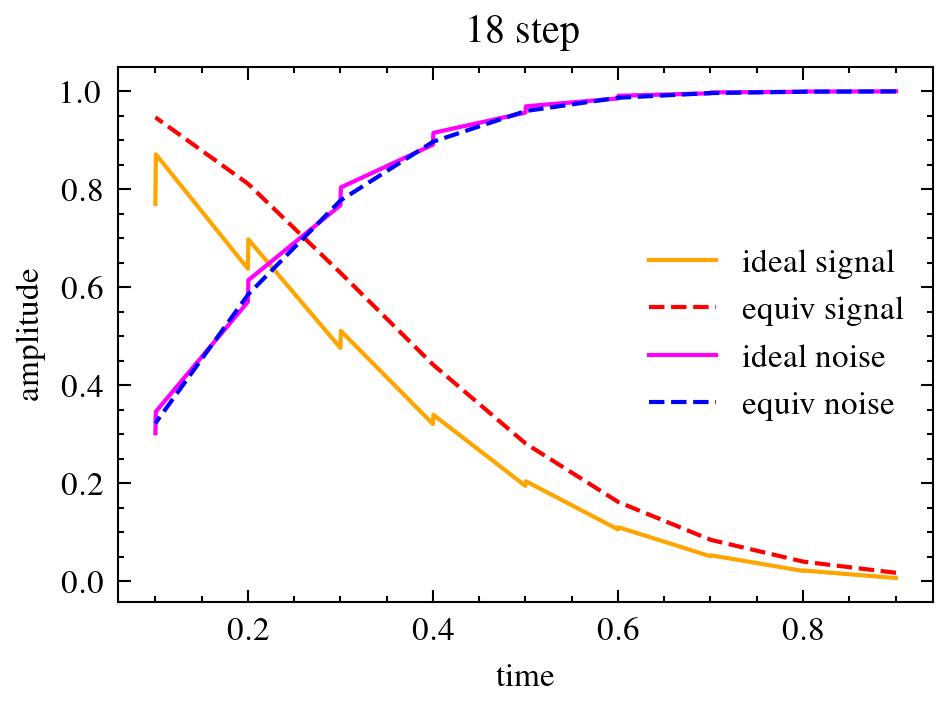 18 step
1.0
0.8
0.6
0.4
0.2
0.0
amplitude
ideal signal
equiv signal
ideal noise
equiv noise
0.2 0.4 0.6 0.8
time